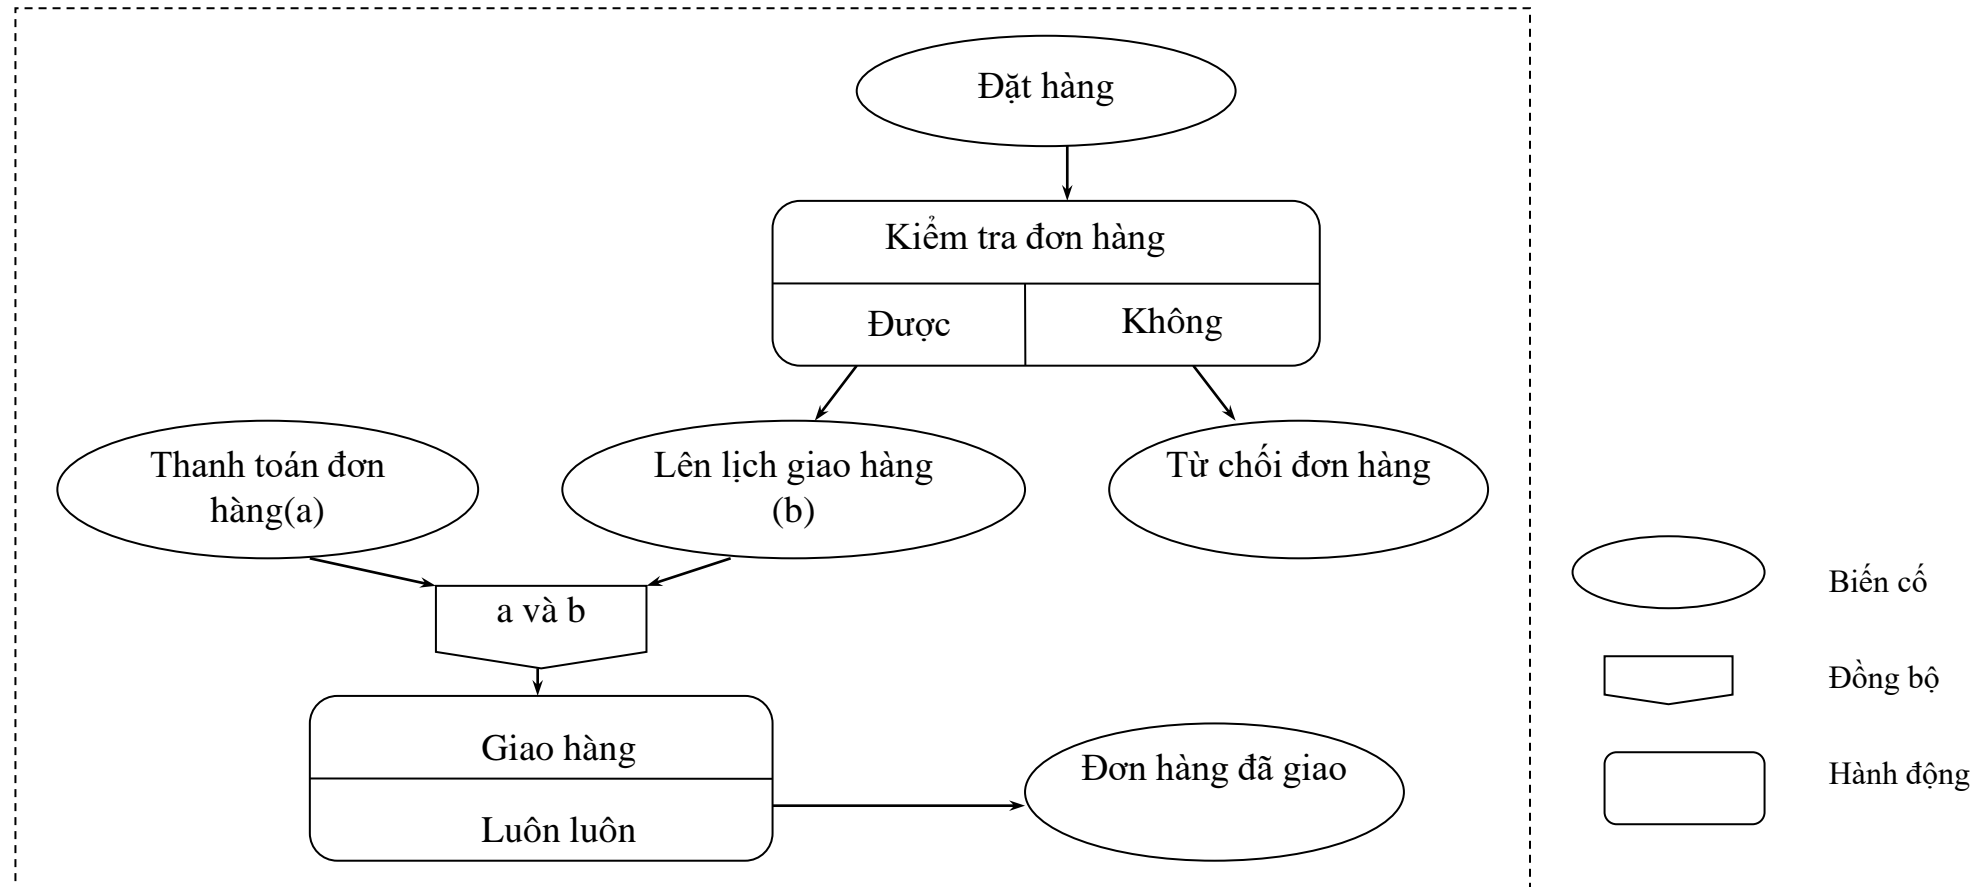 Đặt hàng
Kiểm tra đơn hàng
Được
Không
Thanh toán đơn
hàng(a)
Lên lịch giao hàng
(b)
Từ chối đơn hàng
a và b
Giao hàng
Luôn luôn
Đơn hàng đã giao
Biến cố
Đồng bộ
Hành động